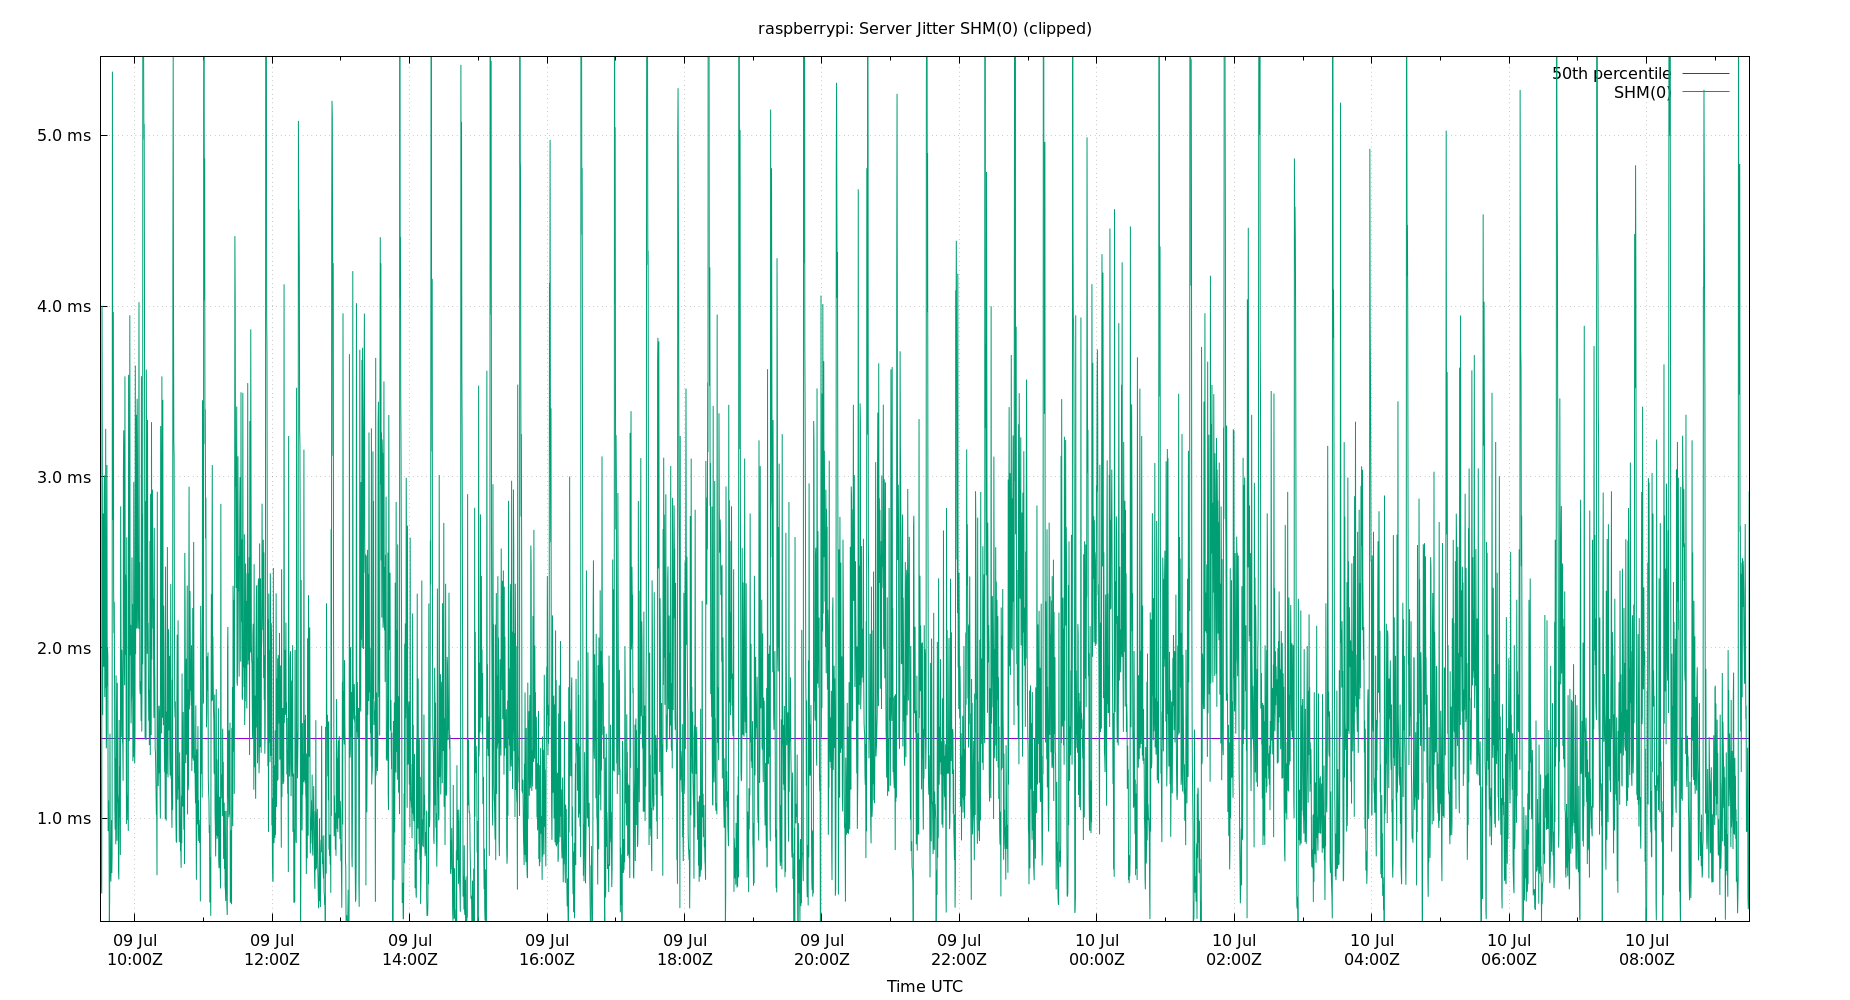 raspberrypi: Server Jitter SHM(0) (clipped)
50th percentile
SHM(0)
5.0 ms
4.0 ms
3.0 ms
2.0 ms
1.0 ms
09 Jul 09 Jul 09 Jul 09 Jul 09 Jul 09 Jul 09 Jul 10 Jul 10 Jul 10 Jul 10 Jul 10 Jul
10:00Z 12:00Z 14:00Z 16:00Z 18:00Z 20:00Z 22:00Z 00:00Z 02:00Z 04:00Z 06:00Z 08:00Z
Time UTC